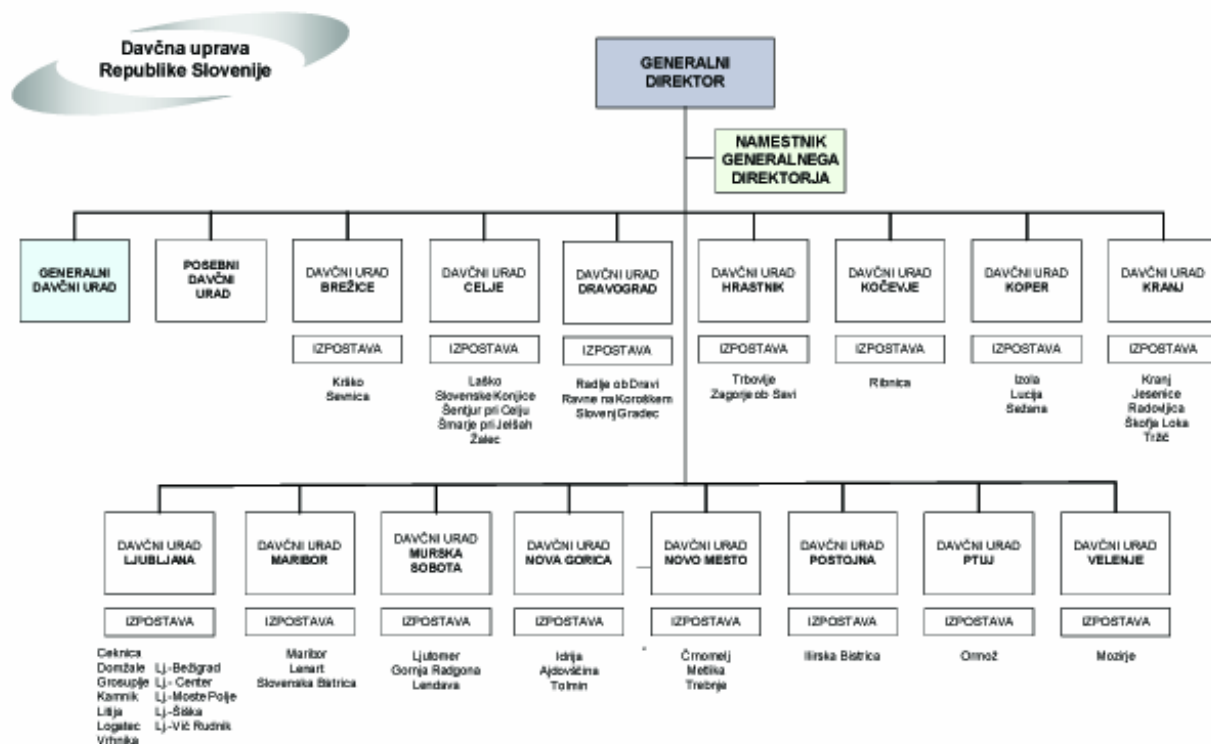 Davčna uprava
Republike Slovenije
GENERALNI
DIREKTOR
NAMESTNIK
GENERALNEGA
DIREKTORJA
GENERALNI
DAVČNI URAD
POSEBNI
DAVČNI
URAD
DAVČNI URAD
BREŽICE
IZPOSTAVA
Krško
Sevnica
DAVČNI URAD
CELJE
IZPOSTAVA
Laško
Slovenske Konjice
Šentjur pri Celju
Šmarje pri Jelšah
Žalec
DAVČNI URAD
DRAVOGRAD
IZPOSTAVA
Radlje ob Dravi
Ravne na Koroškem
Slovenj Gradec
DAVČNI URAD
HRASTNIK
IZPOSTAVA
Trbovlje
Zagorje ob Savi
DAVČNI URAD
KOČEVJE
IZPOSTAVA
Ribnica
DAVČNI URAD
KOPER
IZPOSTAVA
Izola
Lucija
Sežana
DAVČNI URAD
KRANJ
IZPOSTAVA
Kranj
Jesenice
Radovljica
Škofja Loka
Tržič
DAVČNI URAD
LJUBLJANA
IZPOSTAVA
Ceknica
Domžale Lj.-Bežigrad
Grosuplje Lj.- Center
Kamnik Lj.-Moste Polje
Litija Lj.-Šiška
Logatec Lj.-Vič Rudnik
Vrhnika
DAVČNI URAD
MARIBOR
IZPOSTAVA
Maribor
Lenart
Slovenska Bistrica
DAVČNI URAD
MURSKA
SOBOTA
IZPOSTAVA
Ljutomer
Gornja Radgona
Lendava
DAVČNI URAD
NOVA GORICA
IZPOSTAVA
Idrija
Ajdovščina
Tolmin
DAVČNI URAD
NOVO MESTO
IZPOSTAVA
Črnomelj
Metlika
Trebnje
DAVČNI URAD
POSTOJNA
IZPOSTAVA
Ilirska Bistrica
DAVČNI URAD
PTUJ
IZPOSTAVA
Ormož
DAVČNI URAD
VELENJE
IZPOSTAVA
Mozirje